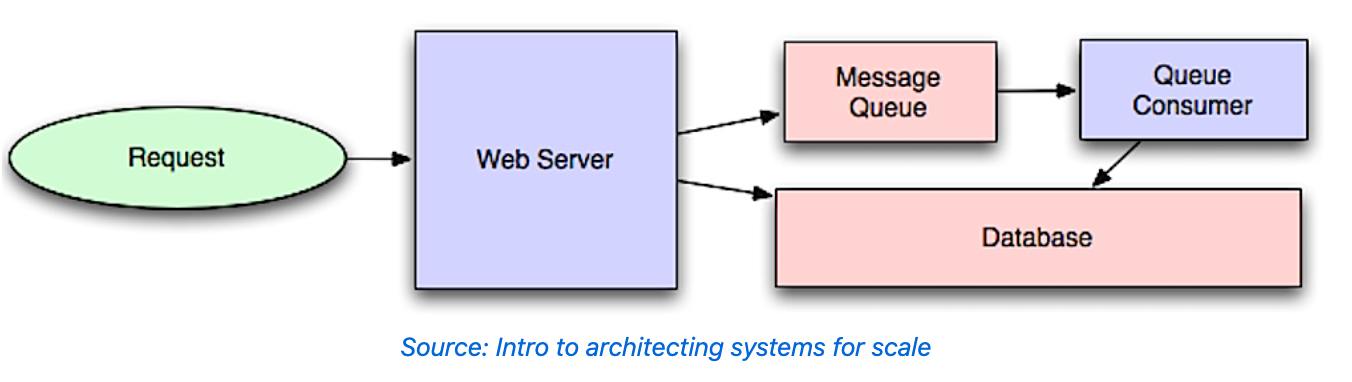 Request
Web Server
Message
Queue
Queue
Consumer
Database
Source: Intro to architecting systems for scale